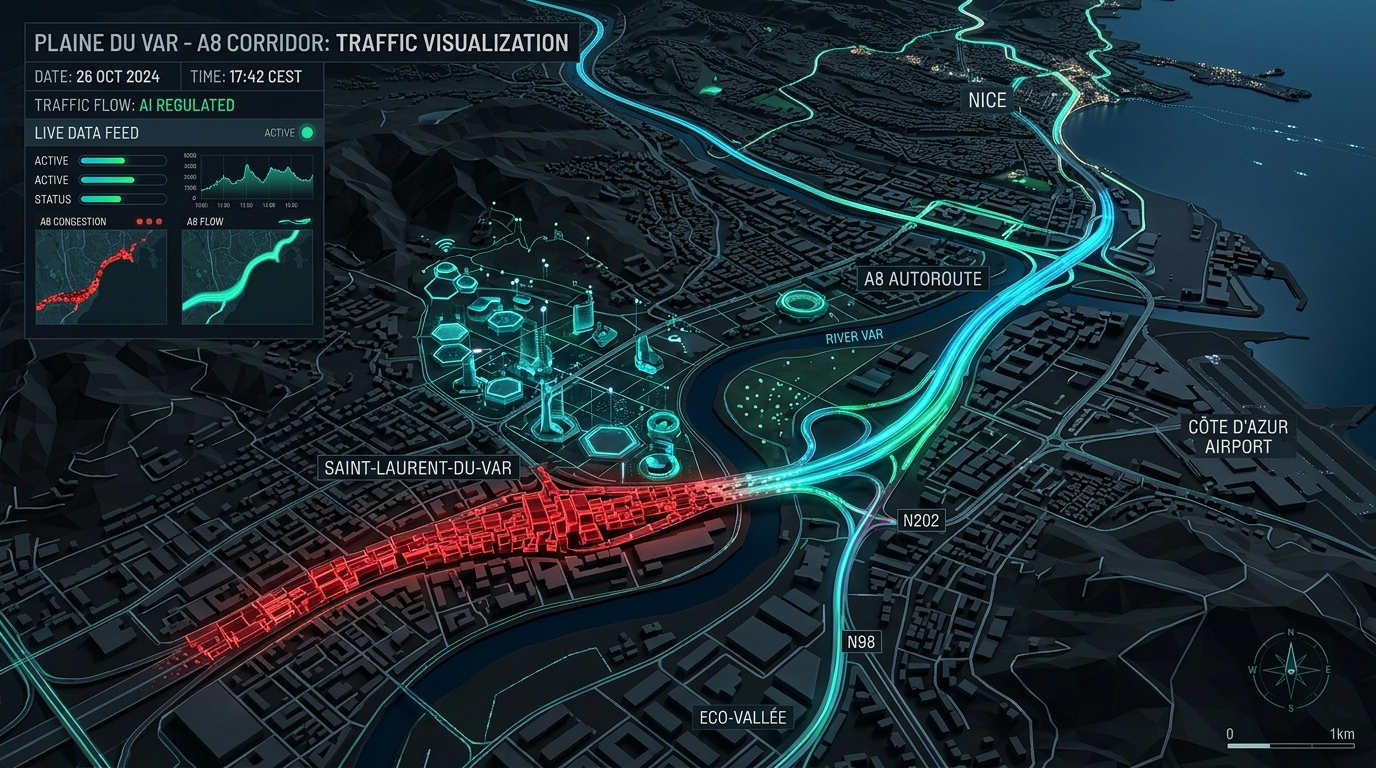 PLAINE DU VAR - A8 CORRIDOR: TRAFFIC VISUALIZATION
DATE: 26 OCT 2024
TIME: 17:42 CEST
TRAFFIC FLOW: AI REGULATED
LIVE DATA FEED
ACTIVE
ACTIVE
ACTIVE
STATUS
A8 CONGESTION
A8 FLOW
NICE
A8 AUTOROUTE
RIVER VAR
CÔTE D'AZUR
AIRPORT
SAINT-LAURENT-DU-VAR
N202
N98
ECO-VALLÉE
N
W
E
S
0
1km